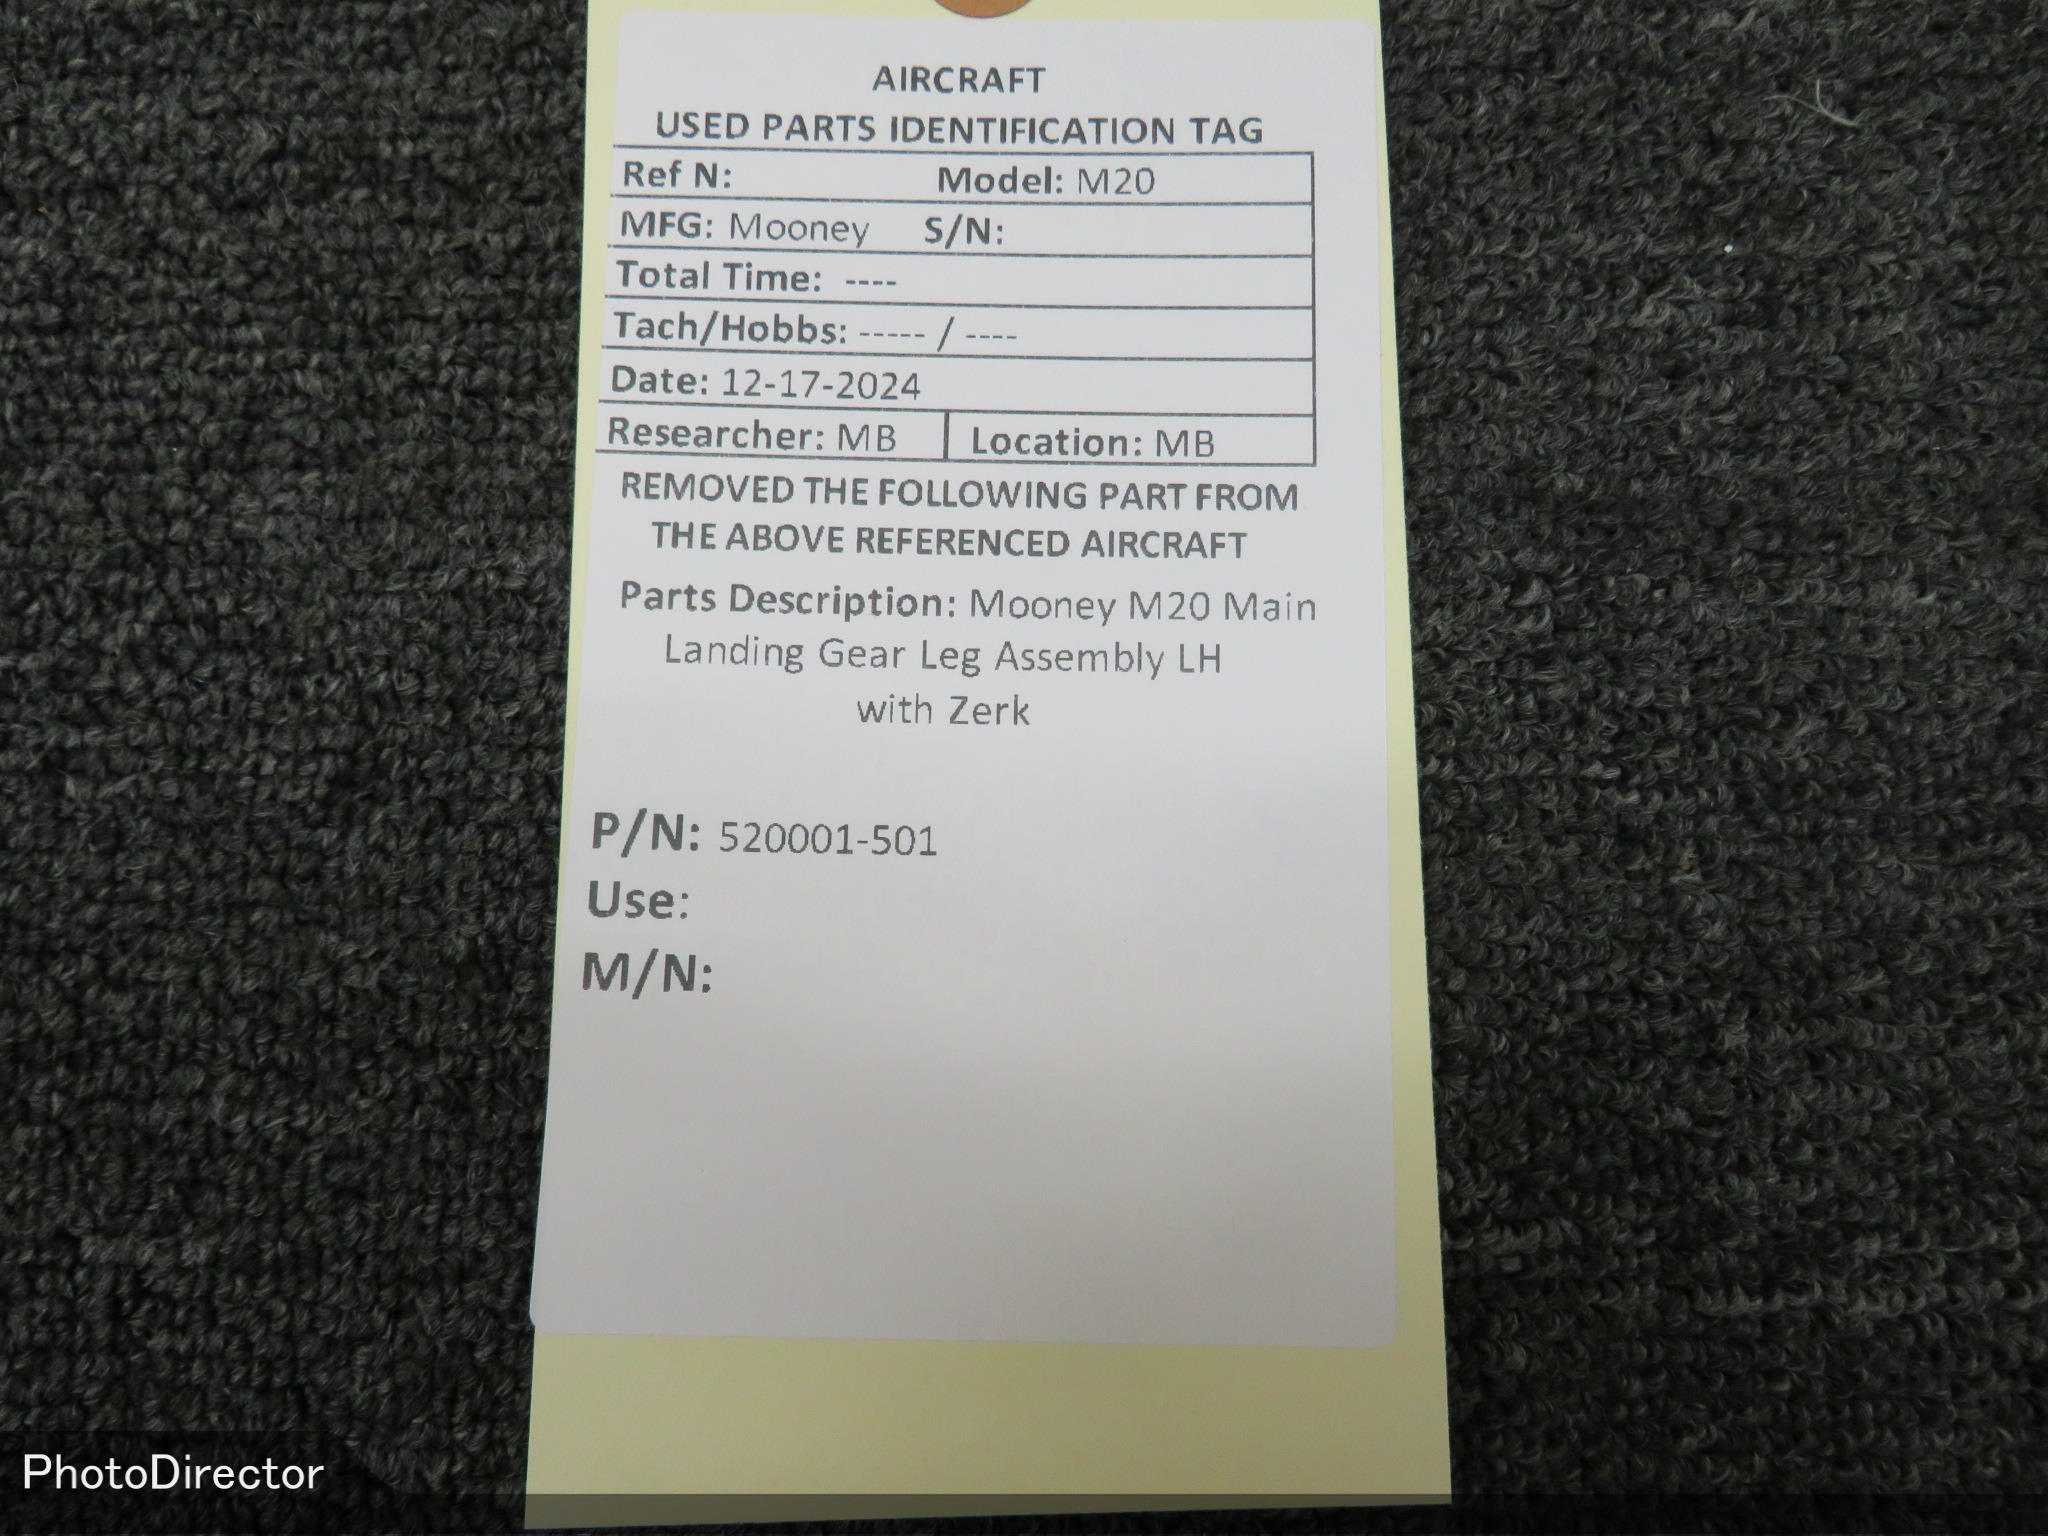 AIRCRAFT
USED PARTS IDENTIFICATION TAG
Ref N: Model: M20
MFG: Mooney S/N:
Total Time: ----
Tach/Hobbs: ----- / ----
Date: 12-17-2024
Researcher: MB Location: MB
REMOVED THE FOLLOWING PART FROM
THE ABOVE REFERENCED AIRCRAFT
Parts Description: Mooney M20 Main
Landing Gear Leg Assembly LH
with Zerk
P/N: 520001-501
Use:
M/N:
PhotoDirector